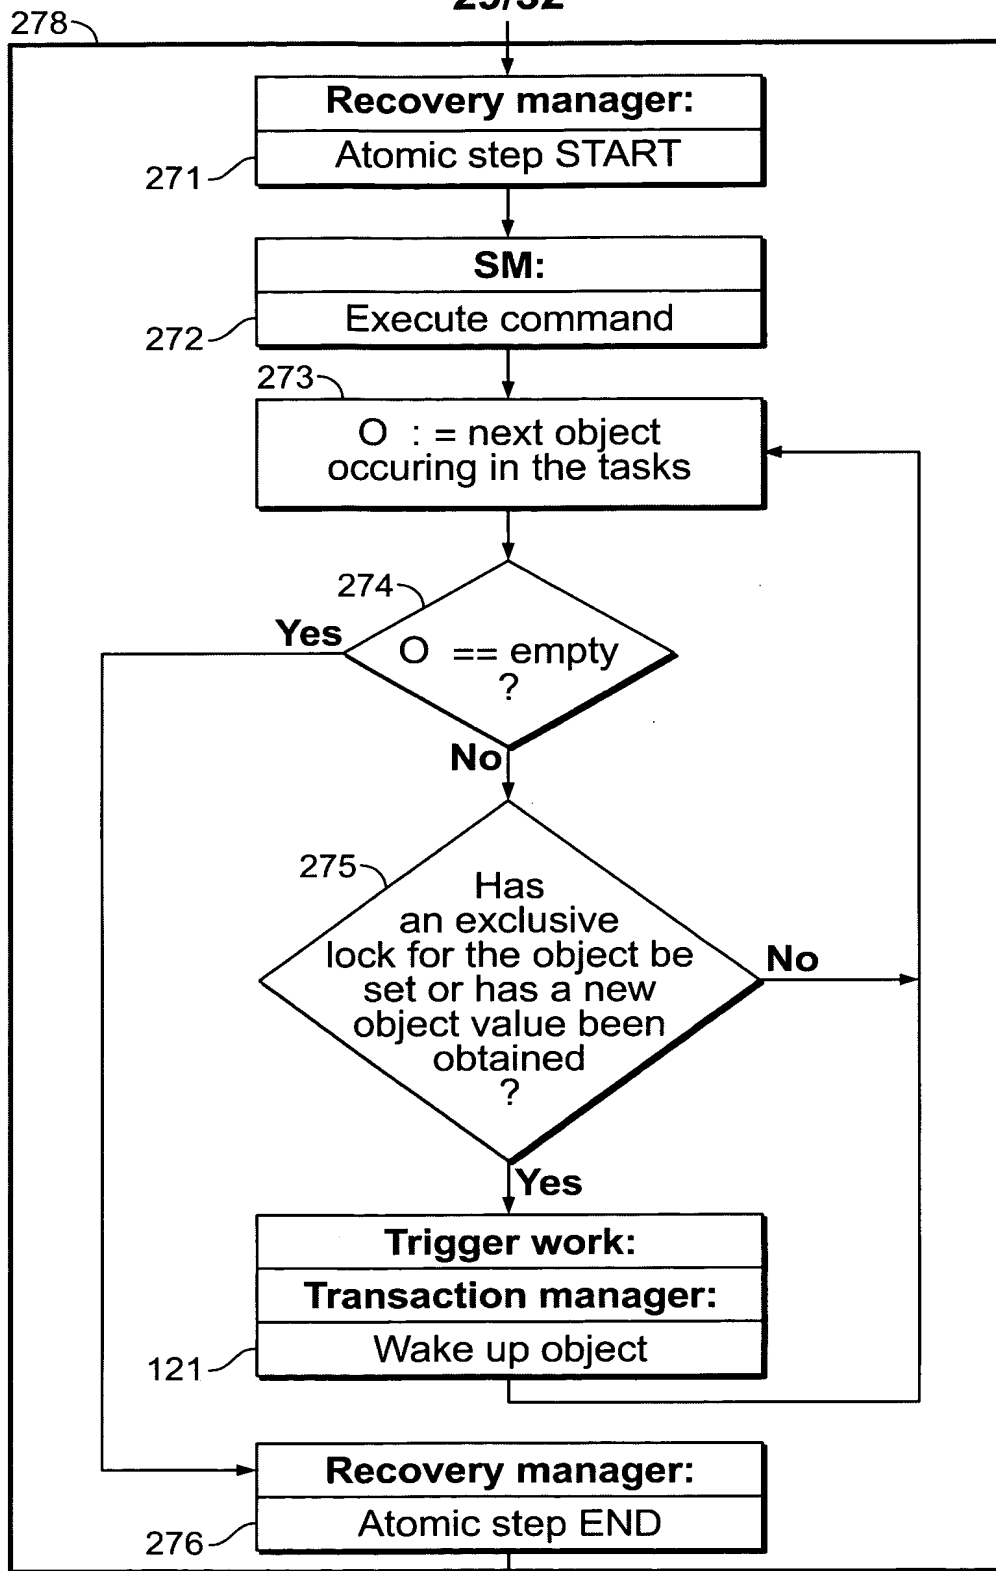 29/32
278
Recovery manager:
Atomic step START
271
SM:
Execute command
272
273
O : = next object
occuring in the tasks
274
Yes
O == empty
?
No
275
Has
an exclusive
lock for the object be
set or has a new
object value been
obtained
?
No
Yes
Trigger work:
Transaction manager:
Wake up object
121
Recovery manager:
Atomic step END
276